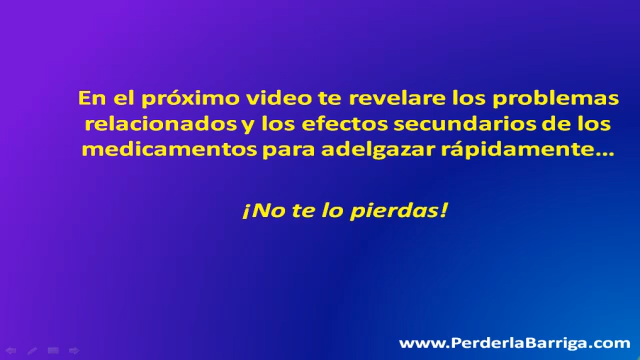 En el próximo video te revelare los problemas
relacionados y los efectos secundarios de los
medicamentos para adelgazar rápidamente...
¡No te lo pierdas!
www.PerderlaBarriga.com